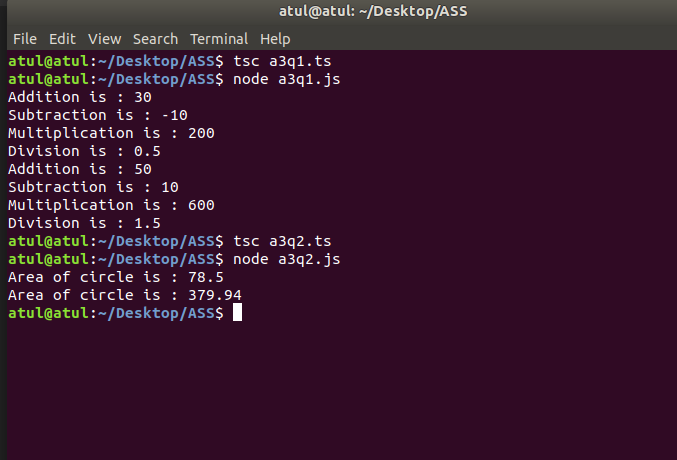 atul@atul: ~/Desktop/ASS
File Edit View Search Terminal Help
atul@atul:~/Desktop/ASS$ tsc a3q1.ts
atul@atul:~/Desktop/ASS$ node a3q1.js
Addition is : 30
Subtraction is : -10
Multiplication is : 200
Division is : 0.5
Addition is : 50
Subtraction is : 10
Multiplication is : 600
Division is : 1.5
atul@atul:~/Desktop/ASS$ tsc a3q2.ts
atul@atul:~/Desktop/ASS$ node a3q2.js
Area of circle is : 78.5
Area of circle is : 379.94
atul@atul:~/Desktop/ASS$